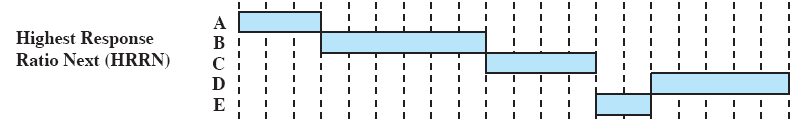 A
Highest Response
B
Ratio Next (HRRN)
C
D
E